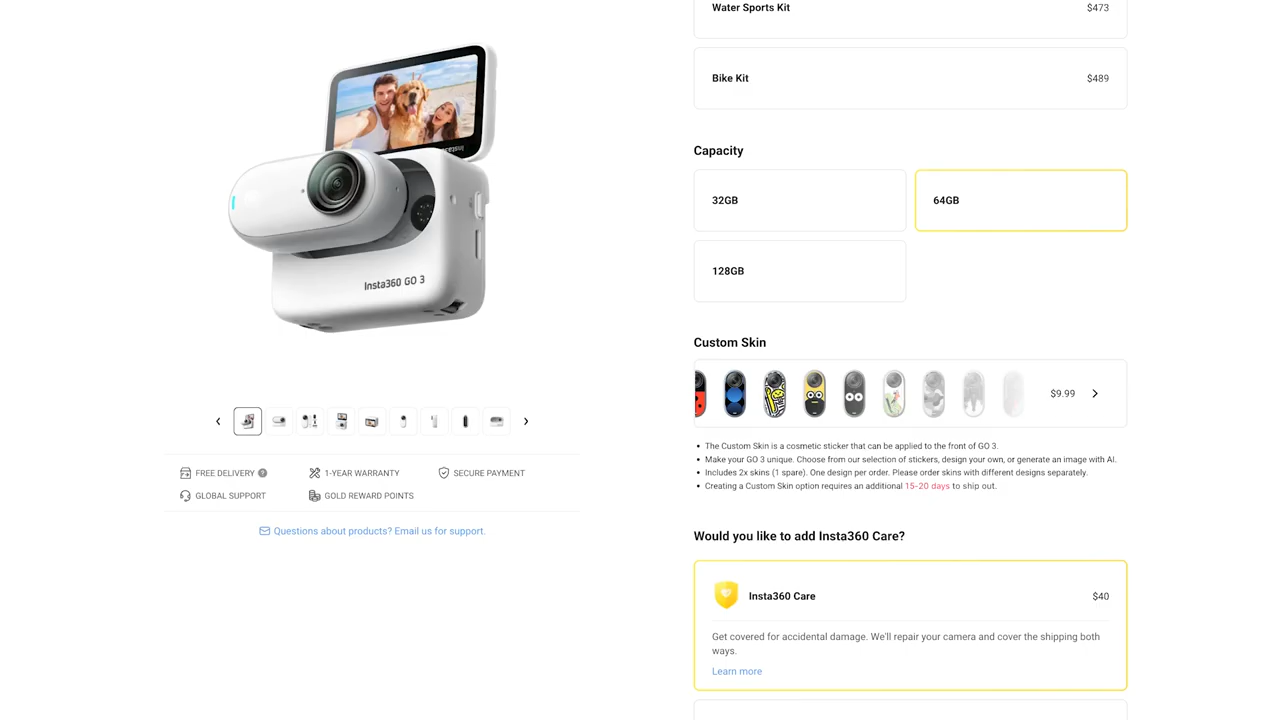 Water Sports Kit $473
Bike Kit $489
Capacity
32GB
64GB
128GB
Custom Skin
$9.99
The Custom Skin is a cosmetic sticker that can be applied to the front of GO 3.
Make your GO 3 unique. Choose from our selection of stickers, design your own, or generate an image with AI.
Includes 2x skins (1 spare). One design per order. Please order skins with different designs separately.
Creating a Custom Skin option requires an additional 15-20 days to ship out.
Would you like to add Insta360 Care?
Insta360 Care $40
Get covered for accidental damage. We'll repair your camera and cover the shipping both
ways.
Learn more
Insta360
Insta360 GO 3
FREE DELIVERY ?
1-YEAR WARRANTY
SECURE PAYMENT
GLOBAL SUPPORT
GOLD REWARD POINTS
Questions about products? Email us for support.